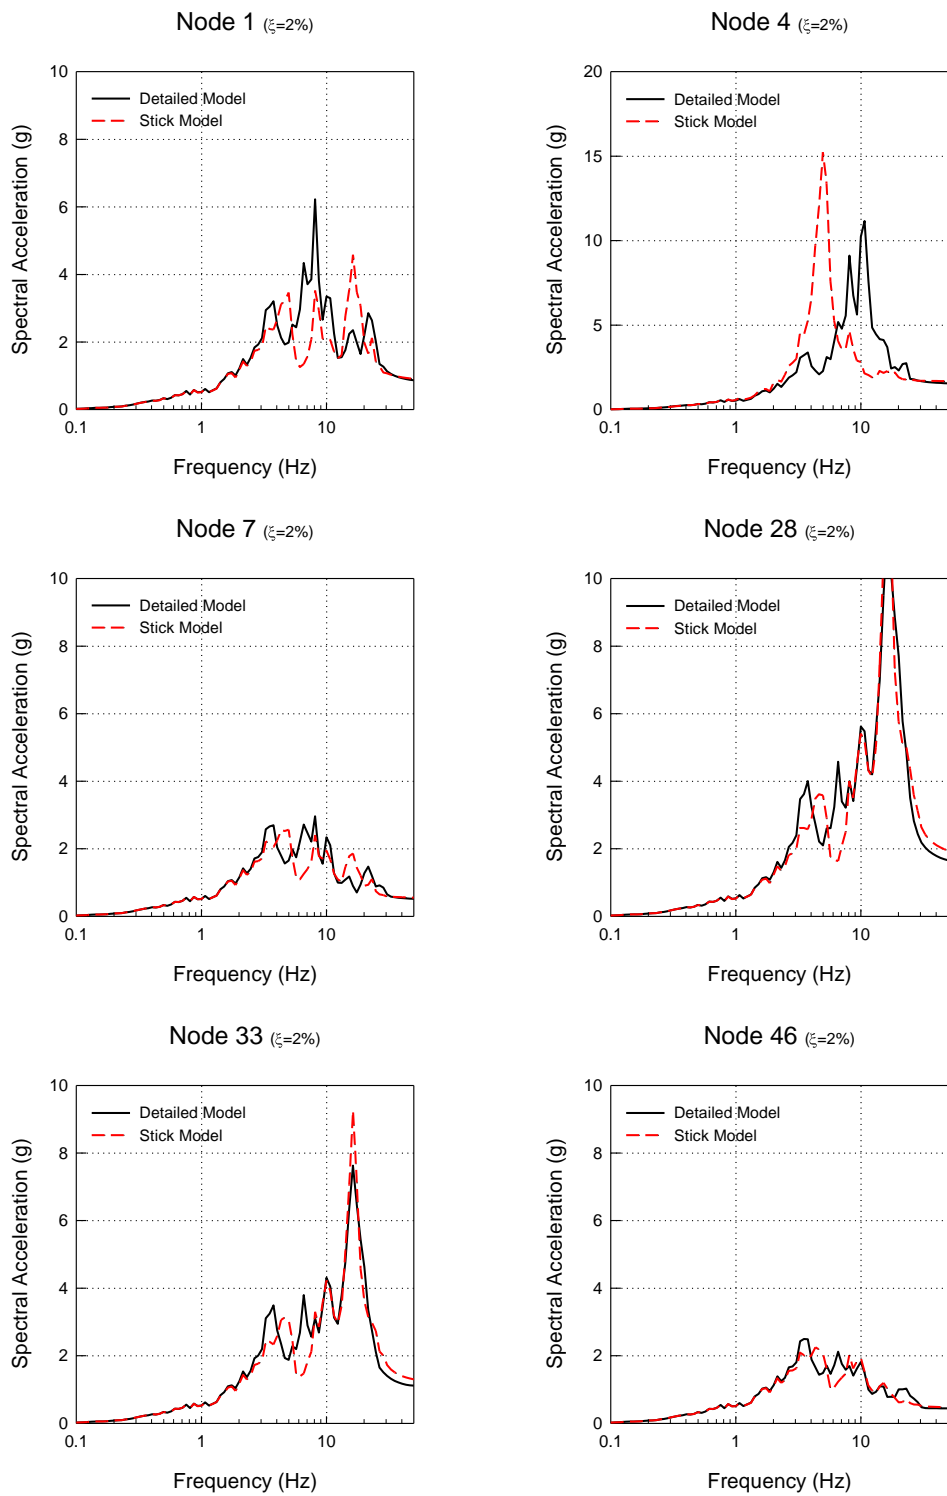 Node 1 (ξ=2%)
Spectral Acceleration (g)
10
8
6
4
2
0
Detailed Model
Stick Model
0.1 1 10
Frequency (Hz)
Node 4 (ξ=2%)
Spectral Acceleration (g)
20
15
10
5
0
Detailed Model
Stick Model
0.1 1 10
Frequency (Hz)
Node 7 (ξ=2%)
Spectral Acceleration (g)
10
8
6
4
2
0
Detailed Model
Stick Model
0.1 1 10
Frequency (Hz)
Node 28 (ξ=2%)
Spectral Acceleration (g)
10
8
6
4
2
0
Detailed Model
Stick Model
0.1 1 10
Frequency (Hz)
Node 33 (ξ=2%)
Spectral Acceleration (g)
10
8
6
4
2
0
Detailed Model
Stick Model
0.1 1 10
Frequency (Hz)
Node 46 (ξ=2%)
Spectral Acceleration (g)
10
8
6
4
2
0
Detailed Model
Stick Model
0.1 1 10
Frequency (Hz)